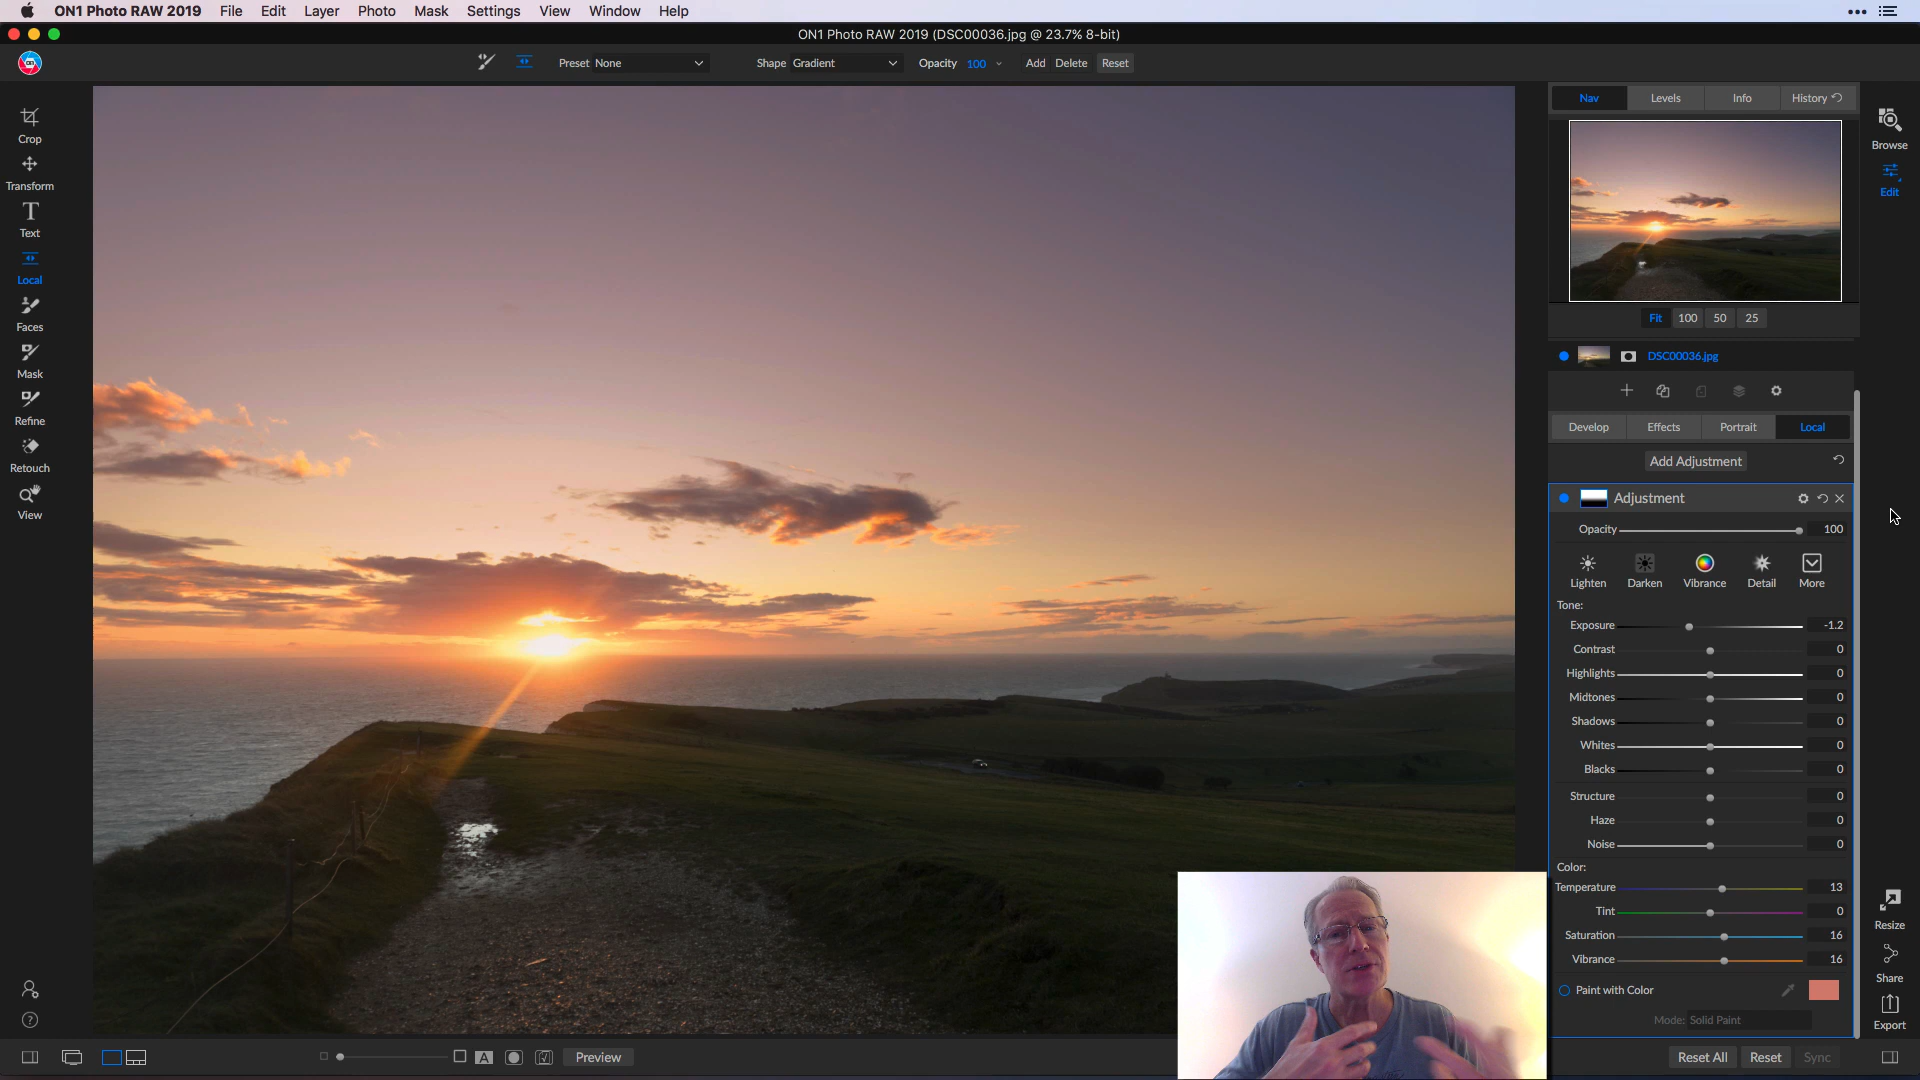 ON1 Photo RAW 2019 File Edit Layer Photo Mask Settings View Window Help
ON1 Photo RAW 2019 (DSC00036.jpg @ 23.7% 8-bit)
Preset None Shape Gradient Opacity 100 Add Delete Reset
Crop
Transform
Text
Local
Faces
Mask
Refine
Retouch
View
Nav Levels Info History
Browse
Edit
Fit 100 50 25
DSC00036.jpg
Develop Effects Portrait Local
Add Adjustment
Adjustment
Opacity 100
Lighten Darken Vibrance Detail More
Tone:
Exposure -1.2
Contrast 0
Highlights 0
Midtones 0
Shadows 0
Whites 0
Blacks 0
Structure 0
Haze 0
Noise 0
Color:
Temperature 13
Tint 0
Saturation 16
Vibrance 16
Paint with Color
Mode: Solid Paint
Resize
Share
Export
A Preview
Reset All Reset Sync